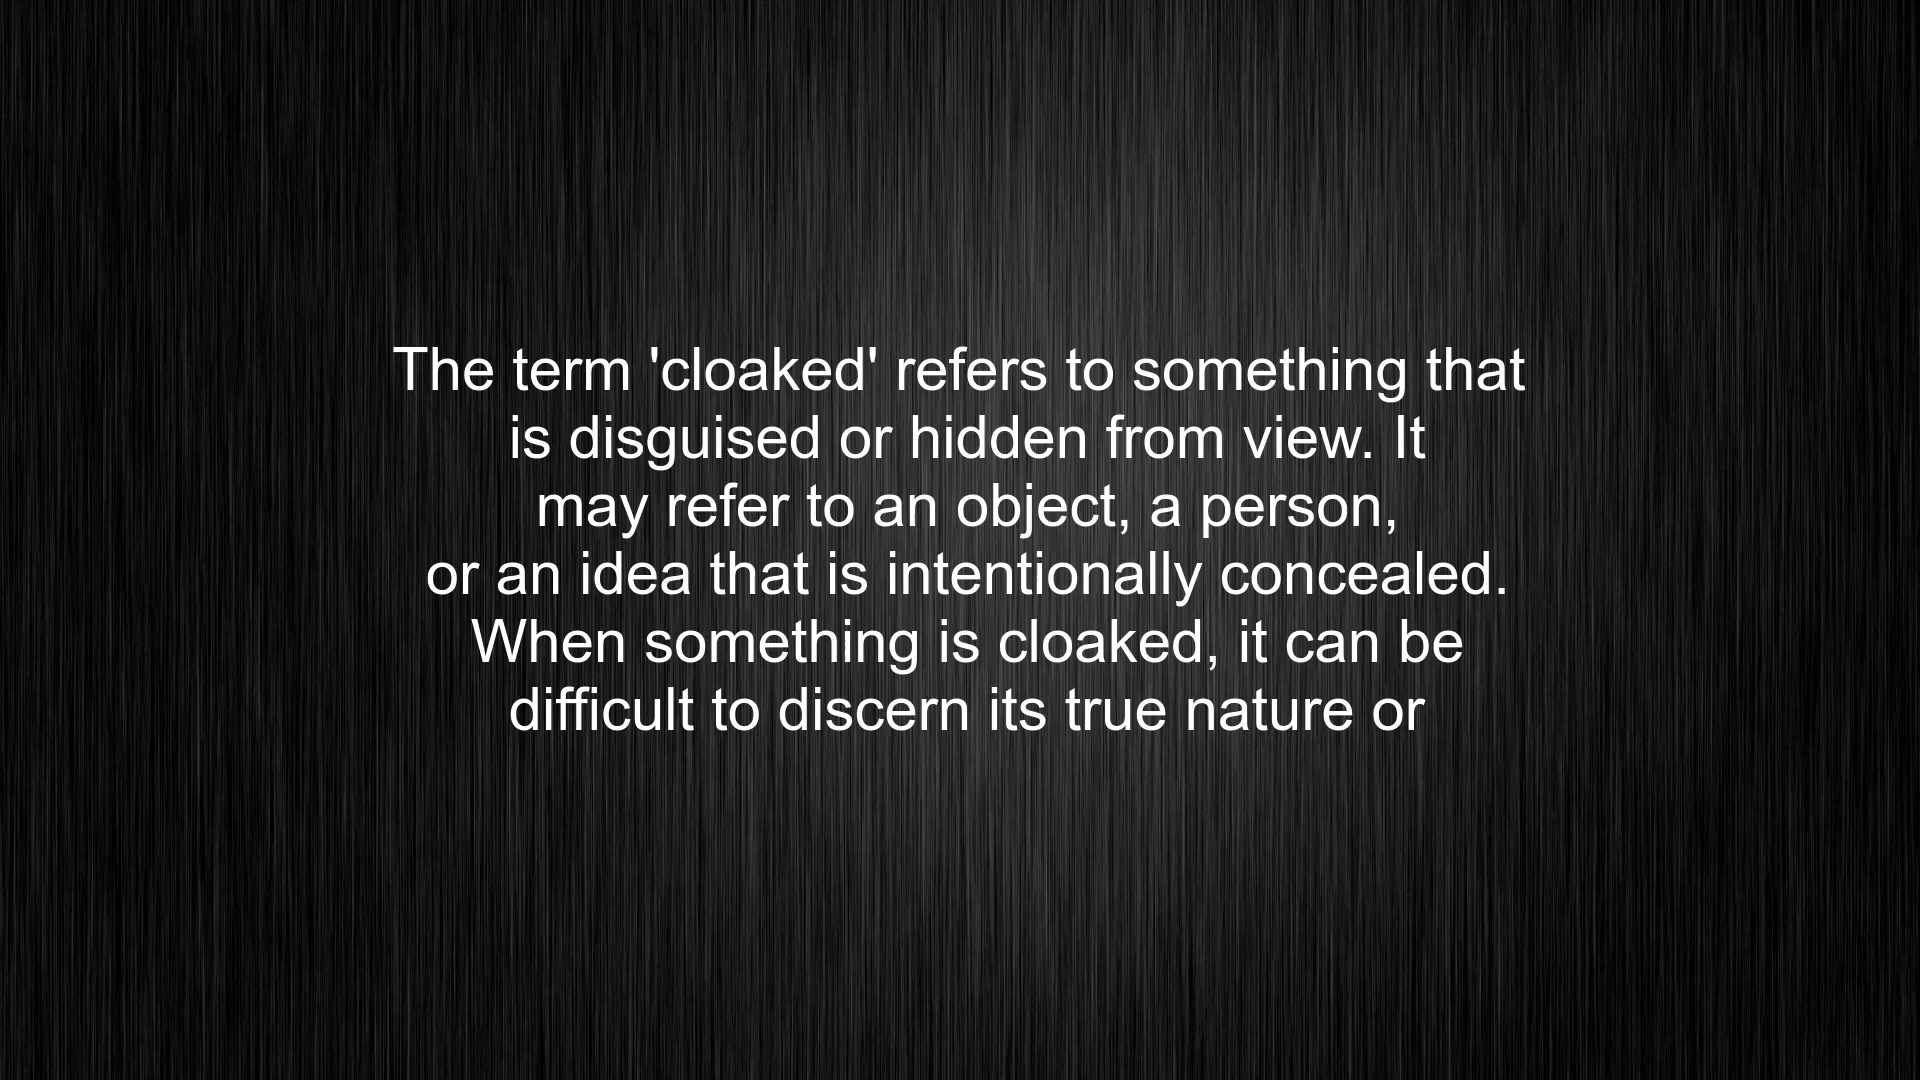 The term 'cloaked' refers to something that
is disguised or hidden from view. It
may refer to an object, a person,
or an idea that is intentionally concealed.
When something is cloaked, it can be
difficult to discern its true nature or